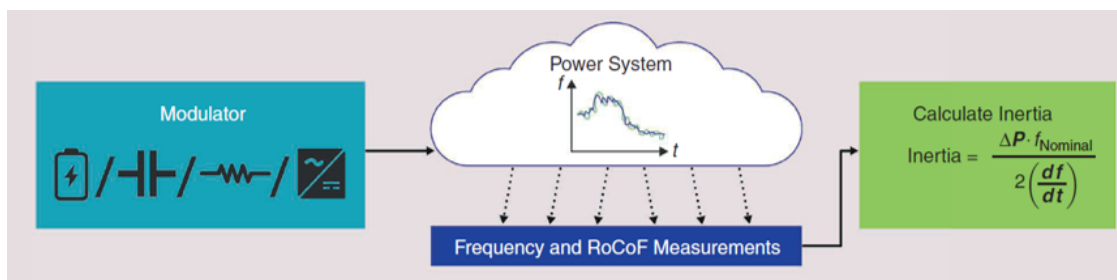 Modulator
Power System
f
t
Frequency and RoCoF Measurements
Calculate Inertia
Inertia = ΔP · f_Nominal / 2(df/dt)